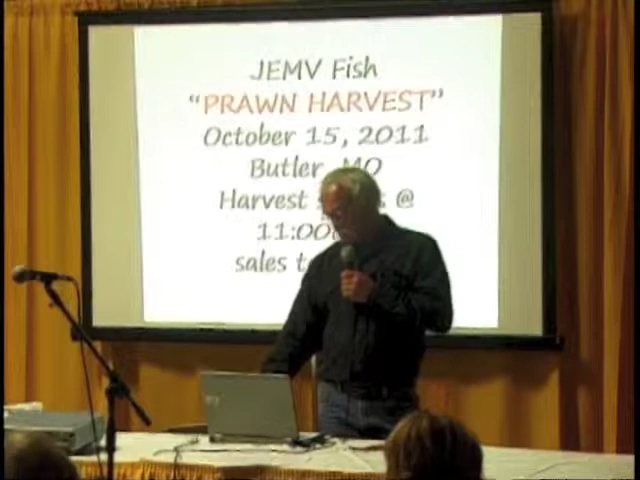 JEMV Fish
"PRAWN HARVEST"
October 15, 2011
Butler, MO
Harvest @
11:00
sales